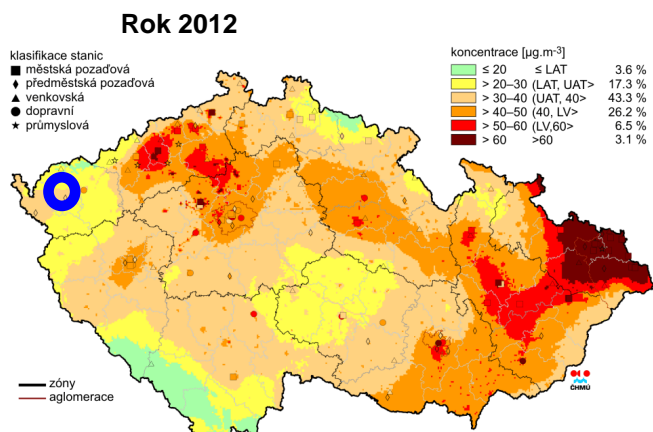 Rok 2012
klasifikace stanic
městská pozaďová
předměstská pozaďová
venkovská
dopravní
průmyslová
koncentrace [µg.m-3]
≤ 20 ≤ LAT 3.6 %
> 20–30 (LAT, UAT> 17.3 %
> 30–40 (UAT, 40> 43.3 %
> 40–50 (40, LV> 26.2 %
> 50–60 (LV,60> 6.5 %
> 60 >60 3.1 %
zóny
aglomerace
ČHMÚ